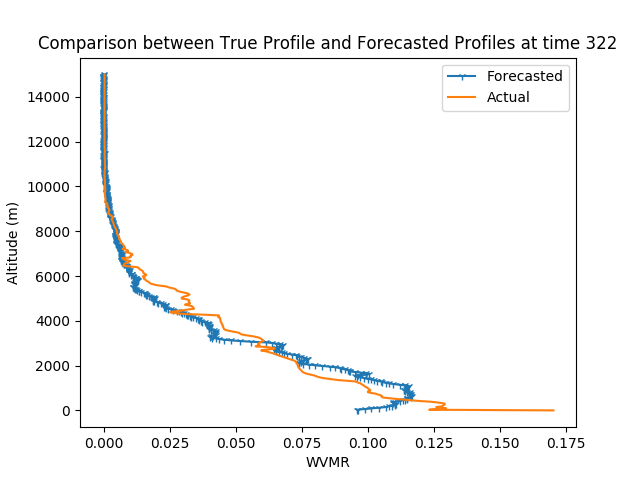 Comparison between True Profile and Forecasted Profiles at time 322
Forecasted
Actual
Altitude (m)
14000
12000
10000
8000
6000
4000
2000
0
0.000 0.025 0.050 0.075 0.100 0.125 0.150 0.175
WVMR